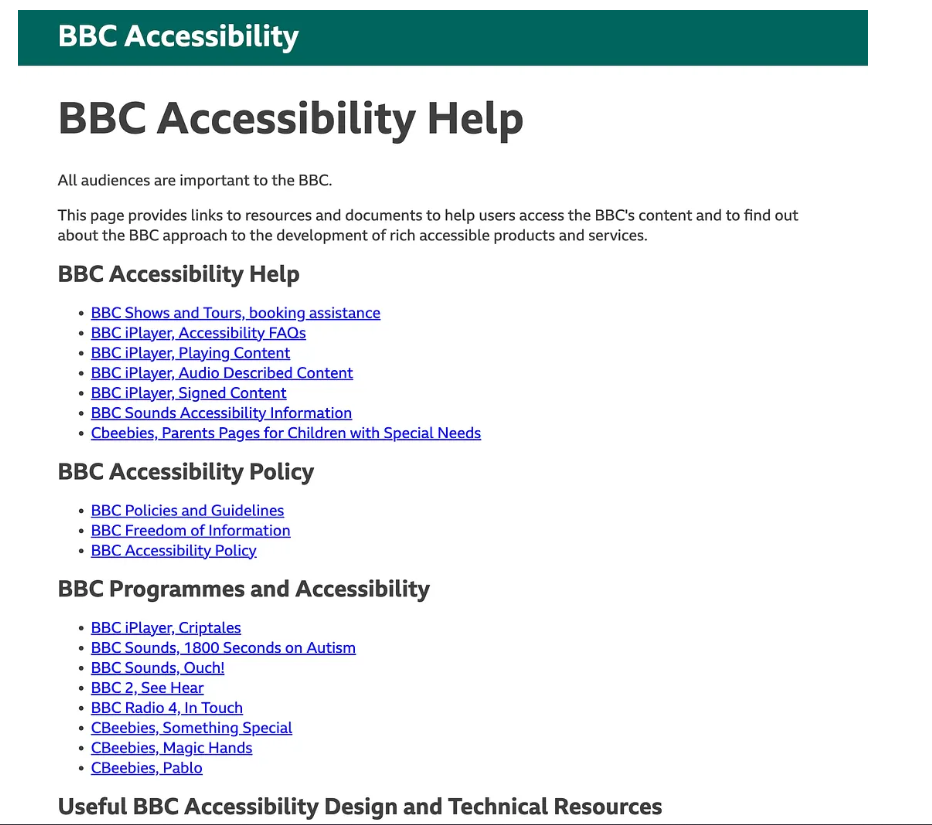 BBC Accessibility
BBC Accessibility Help
All audiences are important to the BBC.
This page provides links to resources and documents to help users access the BBC's content and to find out
about the BBC approach to the development of rich accessible products and services.
BBC Accessibility Help
• BBC Shows and Tours, booking assistance
• BBC iPlayer, Accessibility FAQs
• BBC iPlayer, Playing Content
• BBC iPlayer, Audio Described Content
• BBC iPlayer, Signed Content
• BBC Sounds Accessibility Information
• Cbeebies, Parents Pages for Children with Special Needs
BBC Accessibility Policy
• BBC Policies and Guidelines
• BBC Freedom of Information
• BBC Accessibility Policy
BBC Programmes and Accessibility
• BBC iPlayer, Criptales
• BBC Sounds, 1800 Seconds on Autism
• BBC Sounds, Ouch!
• BBC 2, See Hear
• BBC Radio 4, In Touch
• CBeebies, Something Special
• CBeebies, Magic Hands
• CBeebies, Pablo
Useful BBC Accessibility Design and Technical Resources